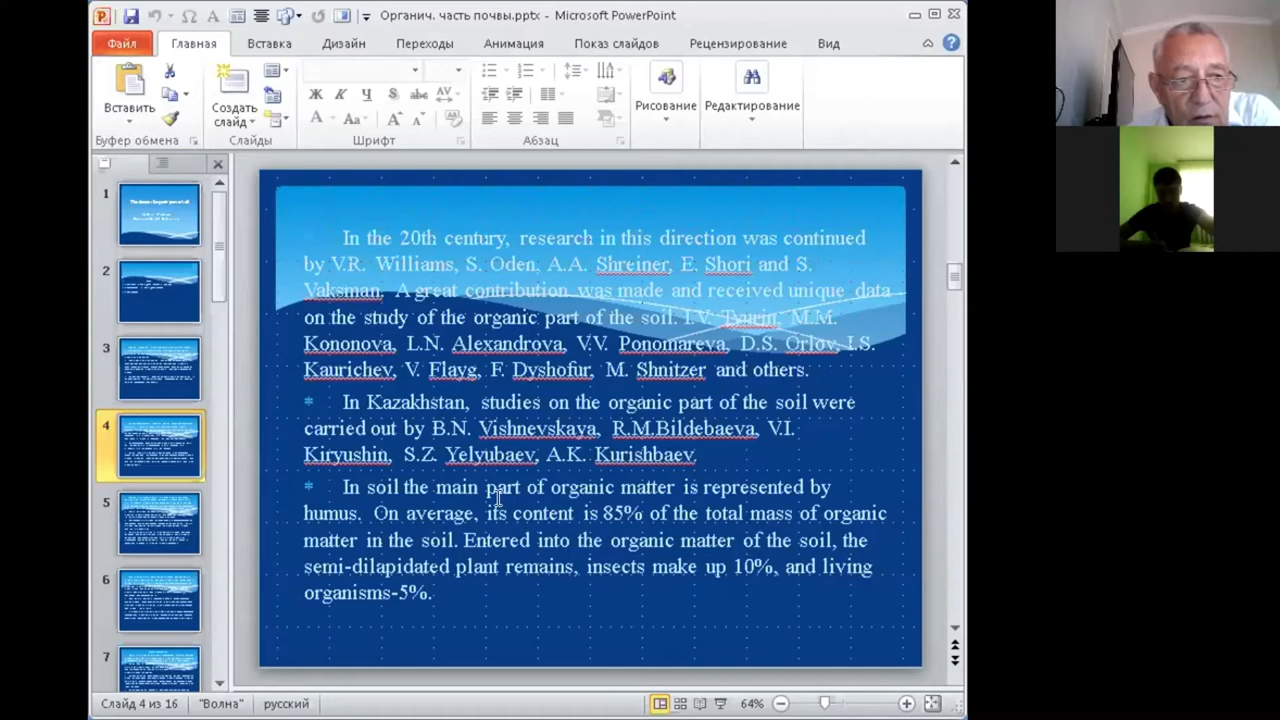 Органич. часть почвы.pptx - Microsoft PowerPoint
Файл Главная Вставка Дизайн Переходы Анимация Показ слайдов Рецензирование Вид
Вставить
Создать слайд
Рисование
Редактирование
Буфер обмена Слайды Шрифт Абзац
1
2
3
4
5
6
7
In the 20th century, research in this direction was continued
by V.R. Williams, S. Oden, A.A. Shreiner, E. Shori and S.
Vaksman. A great contribution was made and received unique data
on the study of the organic part of the soil. I.V. Tyurin, M.M.
Kononova, L.N. Alexandrova, V.V. Ponomareva, D.S. Orlov, I.S.
Kaurichev, V. Flayg, F. Dyshofur, M. Shnitzer and others.
* In Kazakhstan, studies on the organic part of the soil were
carried out by B.N. Vishnevskaya, R.M.Bildebaeva, V.I.
Kiryushin, S.Z. Yelyubaev, A.K. Kurishbaev.
* In soil the main part of organic matter is represented by
humus. On average, its content is 85% of the total mass of organic
matter in the soil. Entered into the organic matter of the soil, the
semi-dilapidated plant remains, insects make up 10%, and living
organisms-5%.
Слайд 4 из 16 "Волна" русский 64%